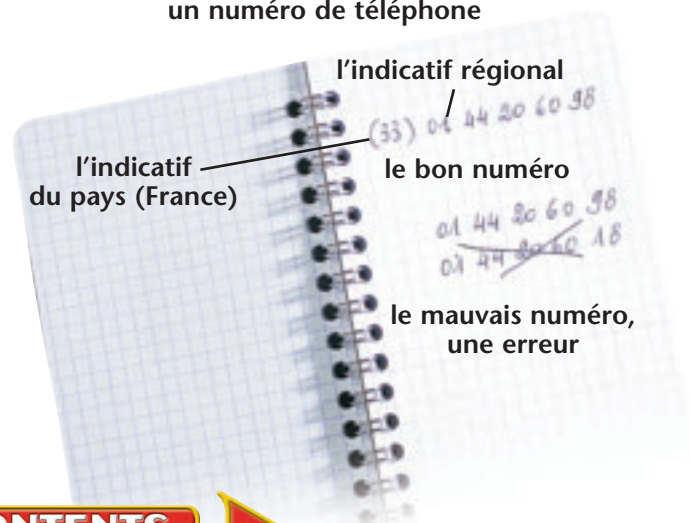 un numéro de téléphone
l'indicatif régional
(33) 01 44 20 60 98
l'indicatif
du pays (France)
le bon numéro
01 44 20 60 98
01 44 20 60 18
le mauvais numéro,
une erreur
CONTENTS